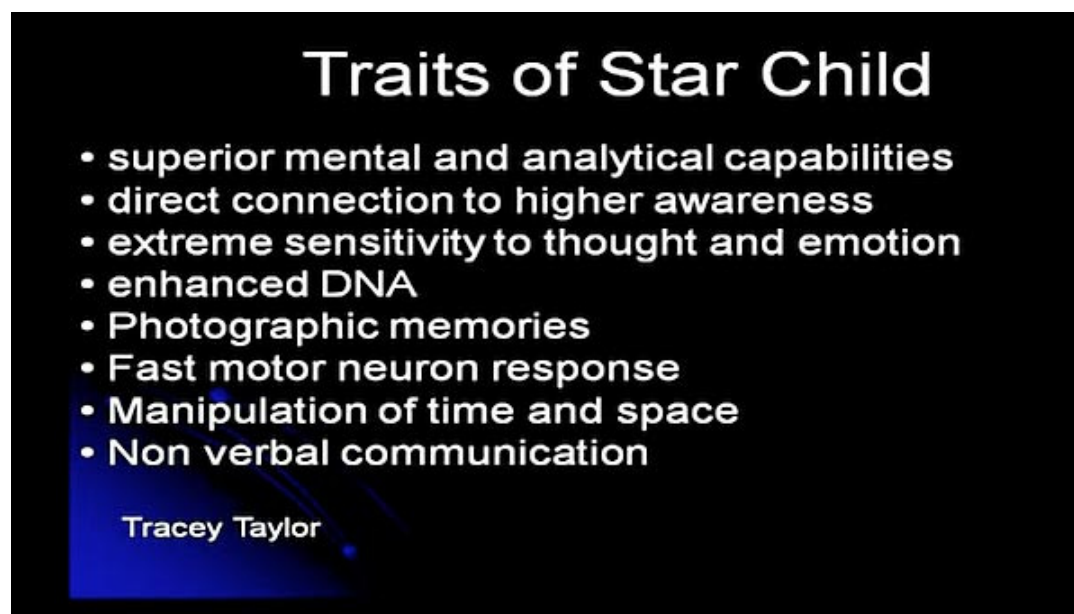 Traits of Star Child
• superior mental and analytical capabilities
• direct connection to higher awareness
• extreme sensitivity to thought and emotion
• enhanced DNA
• Photographic memories
• Fast motor neuron response
• Manipulation of time and space
• Non verbal communication
Tracey Taylor